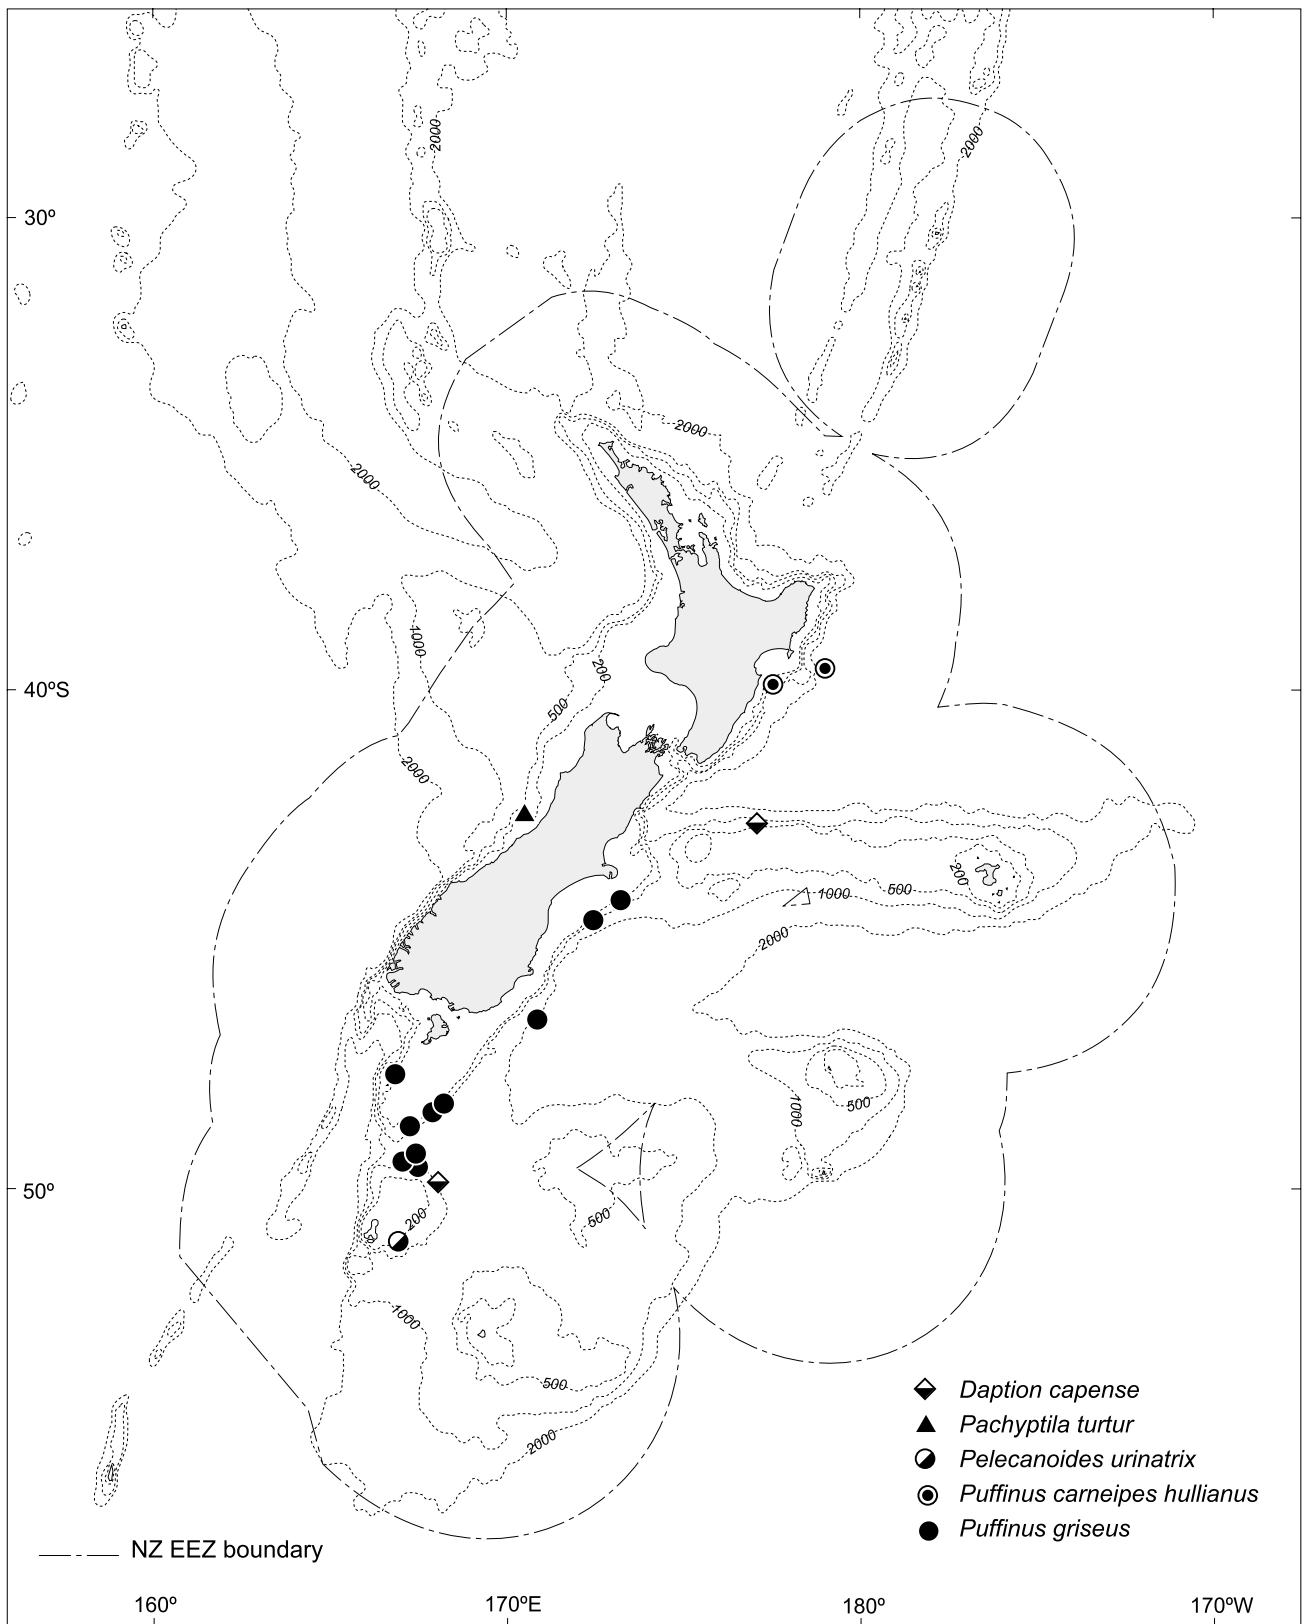 2000
2000
30º
2000
2000
1000
200
40ºS
500
2000
200
1000
500
2000
1000
500
50º
200
500
1000
500
2000
Daption capense
Pachyptila turtur
Pelecanoides urinatrix
Puffinus carneipes hullianus
Puffinus griseus
NZ EEZ boundary
160º
170ºE
180º
170ºW